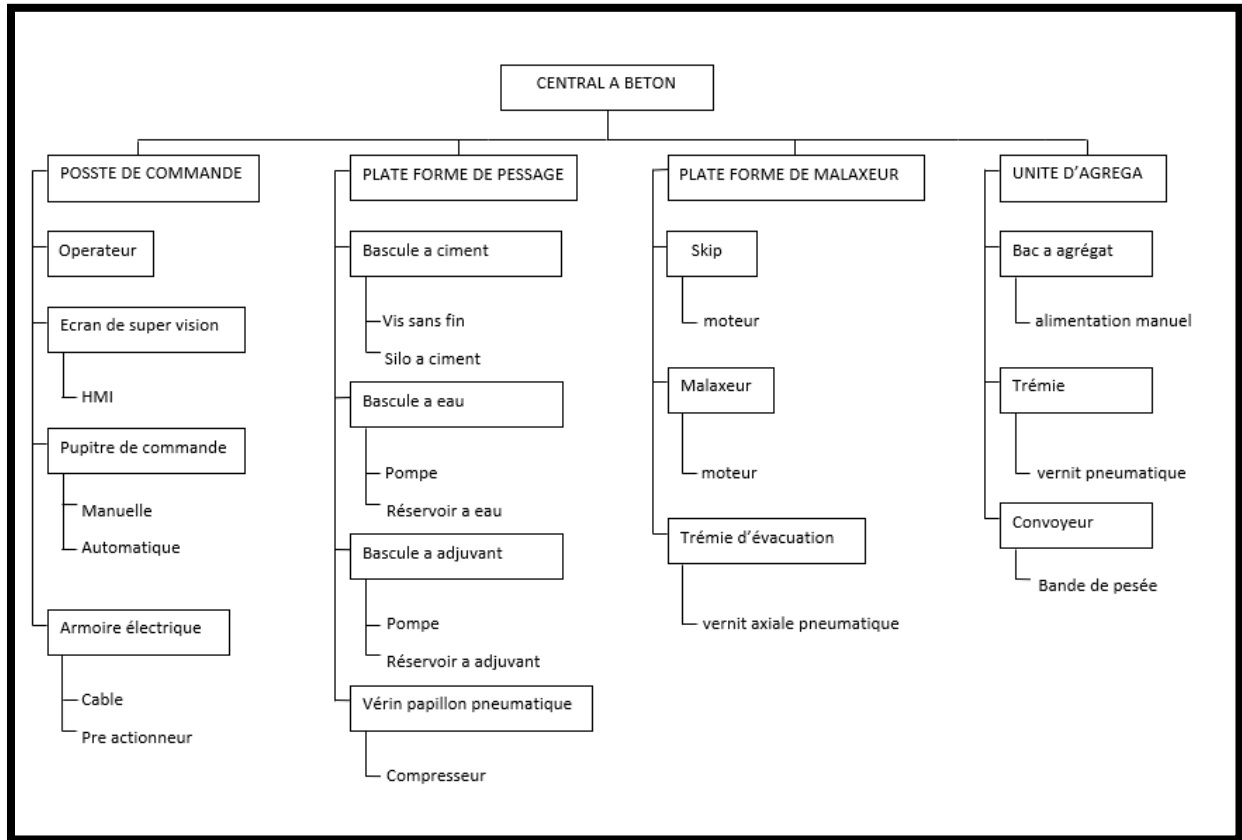 CENTRAL A BETON
POSSTE DE COMMANDE
Operateur
Ecran de super vision
HMI
Pupitre de commande
Manuelle
Automatique
Armoire électrique
Cable
Pre actionneur
PLATE FORME DE PESSAGE
Bascule a ciment
Vis sans fin
Silo a ciment
Bascule a eau
Pompe
Réservoir a eau
Bascule a adjuvant
Pompe
Réservoir a adjuvant
Vérin papillon pneumatique
Compresseur
PLATE FORME DE MALAXEUR
Skip
moteur
Malaxeur
moteur
Trémie d’évacuation
vernit axiale pneumatique
UNITE D’AGREGA
Bac a agrégat
alimentation manuel
Trémie
vernit pneumatique
Convoyeur
Bande de pesée